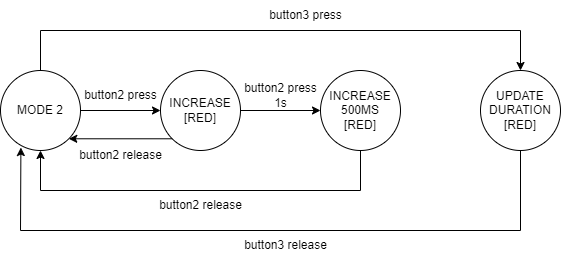 button3 press
MODE 2
button2 press
INCREASE
[RED]
button2 press
1s
INCREASE
500MS
[RED]
UPDATE
DURATION
[RED]
button2 release
button2 release
button3 release